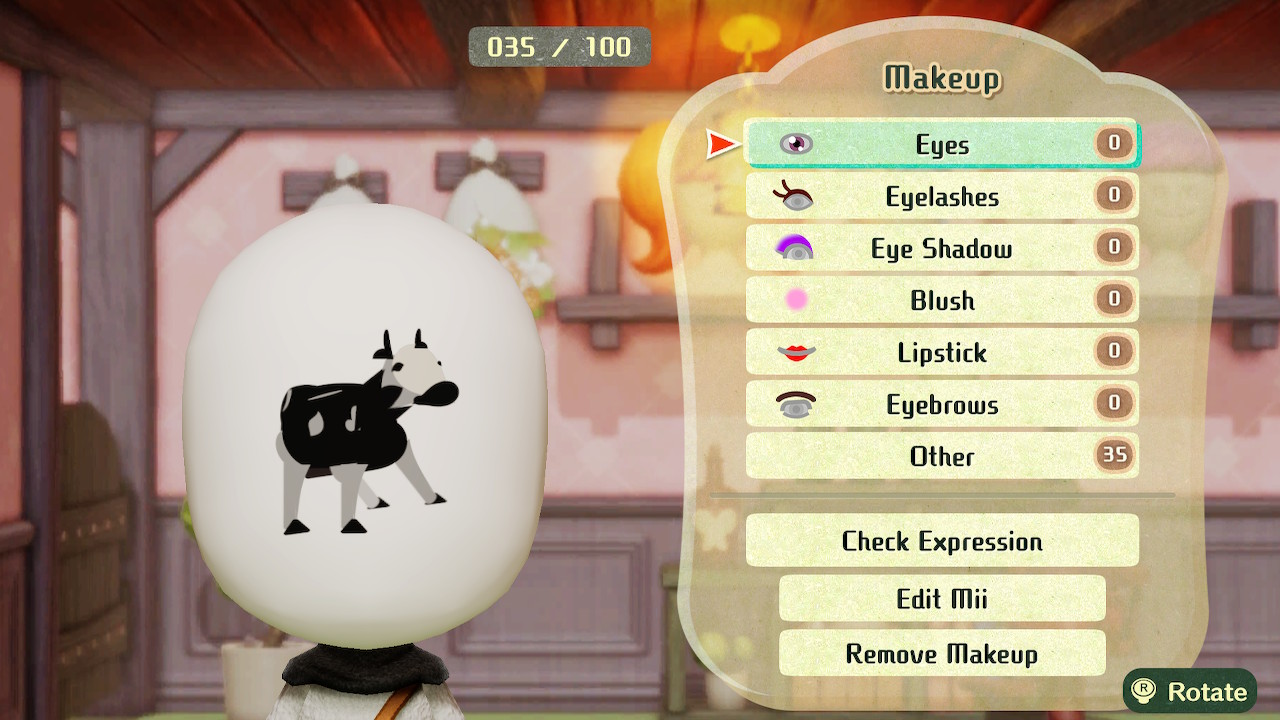 035 / 100
Makeup
Eyes 0
Eyelashes 0
Eye Shadow 0
Blush 0
Lipstick 0
Eyebrows 0
Other 35
Check Expression
Edit Mii
Remove Makeup
R Rotate